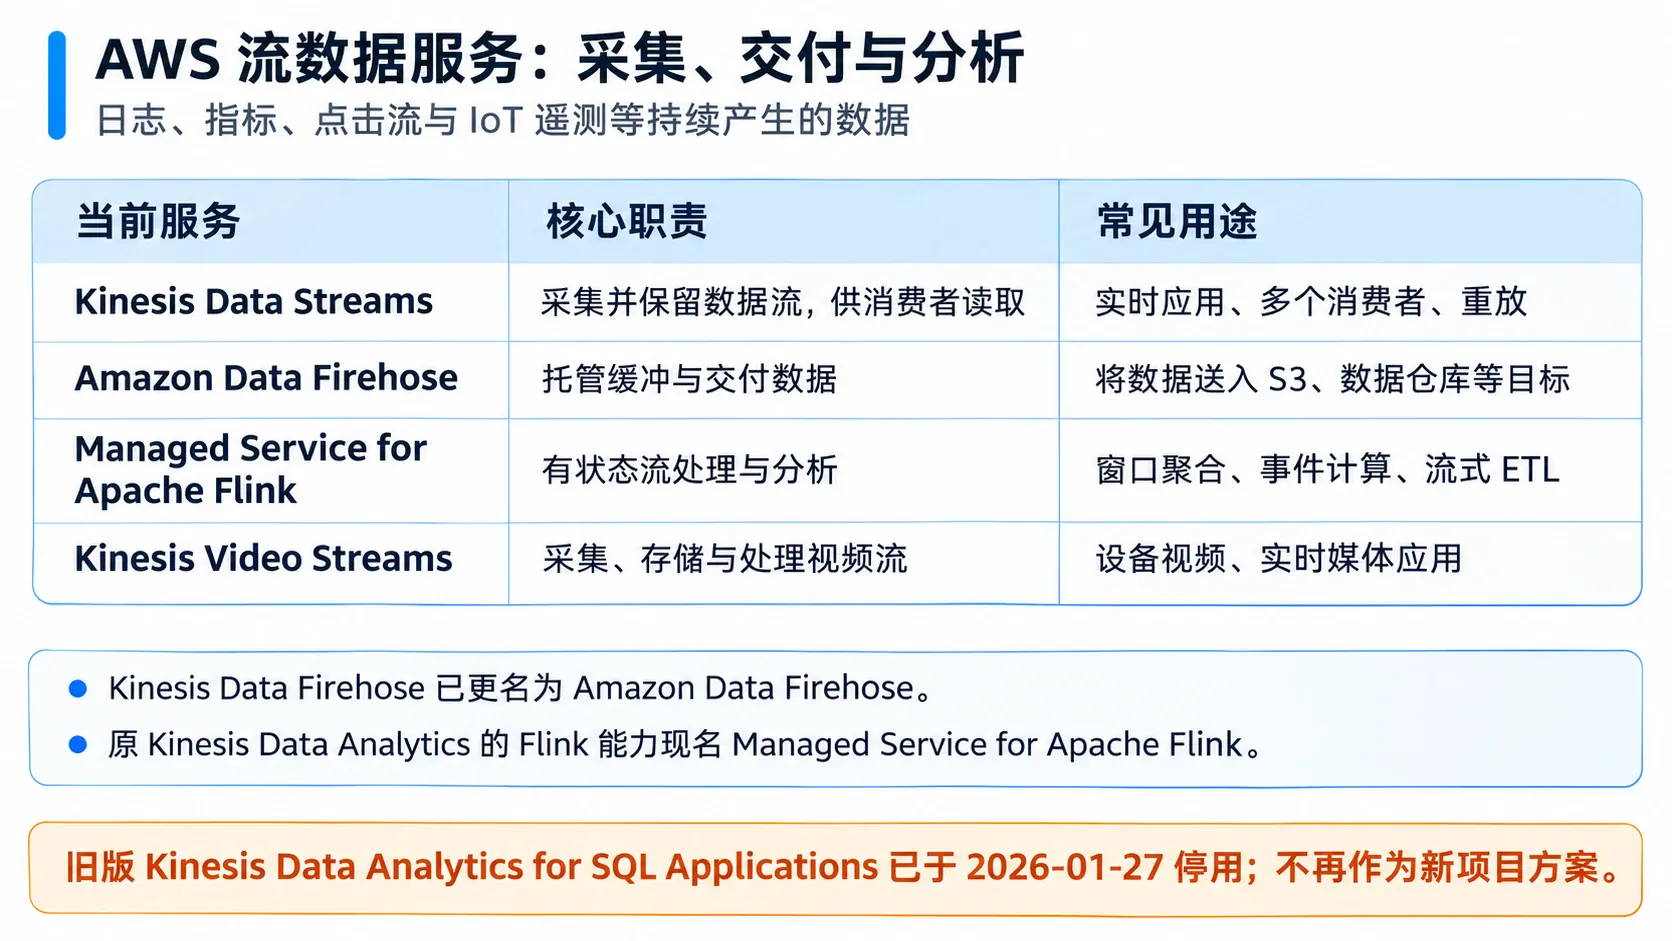 AWS 流数据服务：采集、交付与分析
日志、指标、点击流与 IoT 遥测等持续产生的数据
当前服务 核心职责 常见用途
Kinesis Data Streams 采集并保留数据流，供消费者读取 实时应用、多个消费者、重放
Amazon Data Firehose 托管缓冲与交付数据 将数据送入 S3、数据仓库等目标
Managed Service for
Apache Flink 有状态流处理与分析 窗口聚合、事件计算、流式 ETL
Kinesis Video Streams 采集、存储与处理视频流 设备视频、实时媒体应用
Kinesis Data Firehose 已更名为 Amazon Data Firehose。
原 Kinesis Data Analytics 的 Flink 能力现名 Managed Service for Apache Flink。
旧版 Kinesis Data Analytics for SQL Applications 已于 2026-01-27 停用；不再作为新项目方案。